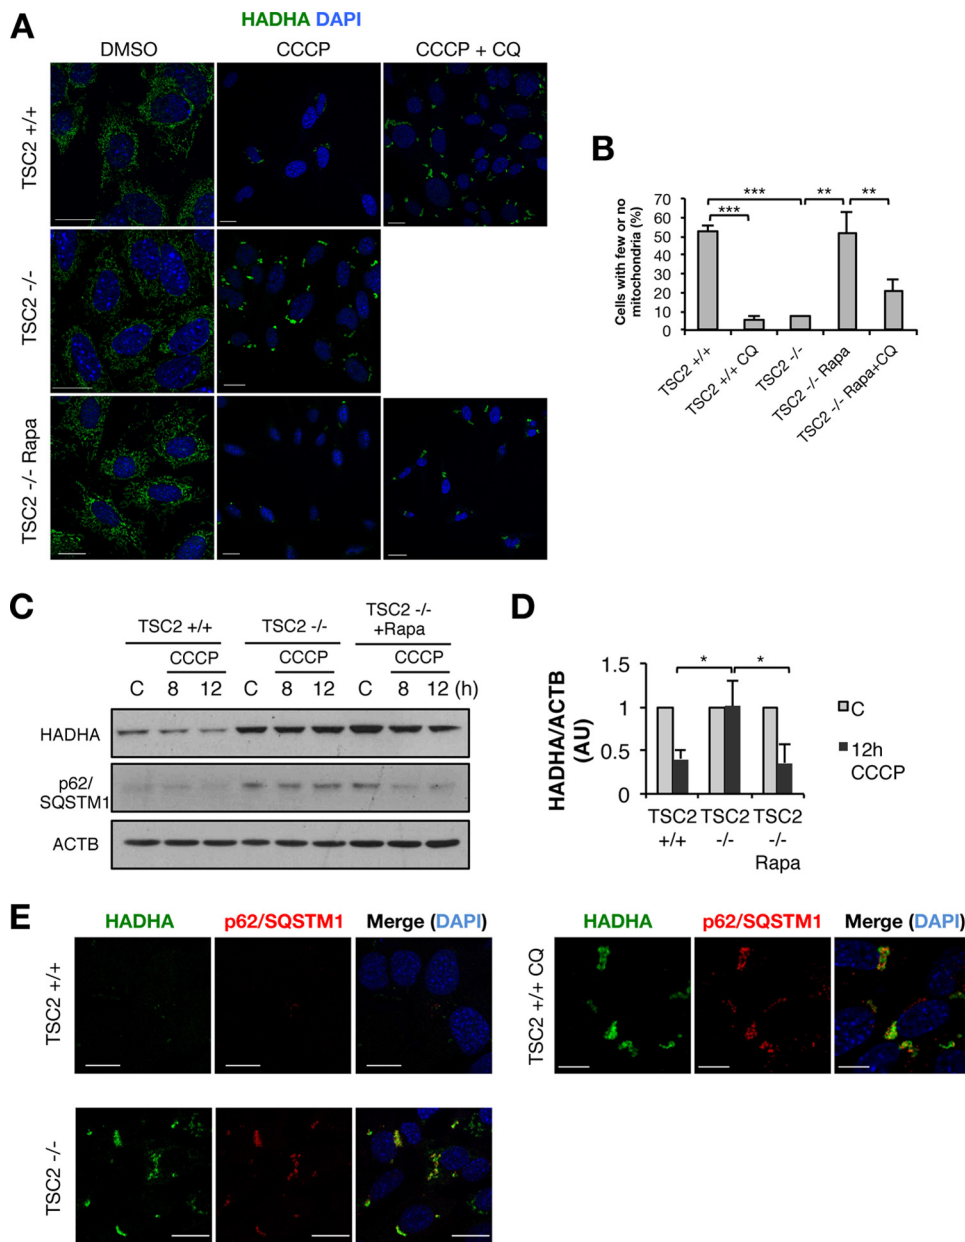 A
HADHA DAPI
DMSO
CCCP
CCCP + CQ
TSC2 +/+
TSC2 -/-
TSC2 -/- Rapa
B
Cells with few or no
mitochondria (%)
70
60
50
40
30
20
10
0
***
***
**
**
TSC2 +/+
TSC2 +/+ CQ
TSC2 -/-
TSC2 -/- Rapa
TSC2 -/- Rapa+CQ
C
TSC2 +/+
TSC2 -/-
TSC2 -/-
+Rapa
CCCP
CCCP
CCCP
C 8 12 C 8 12 C 8 12 (h)
HADHA
p62/
SQSTM1
ACTB
D
HADHA/ACTB
(AU)
1.5
1
0.5
0
*
*
C
12h
CCCP
TSC2 TSC2 TSC2
+/+ -/- -/-
Rapa
E
HADHA
p62/SQSTM1
Merge (DAPI)
TSC2 +/+
TSC2 -/-
HADHA
p62/SQSTM1
Merge (DAPI)
TSC2 +/+ CQ